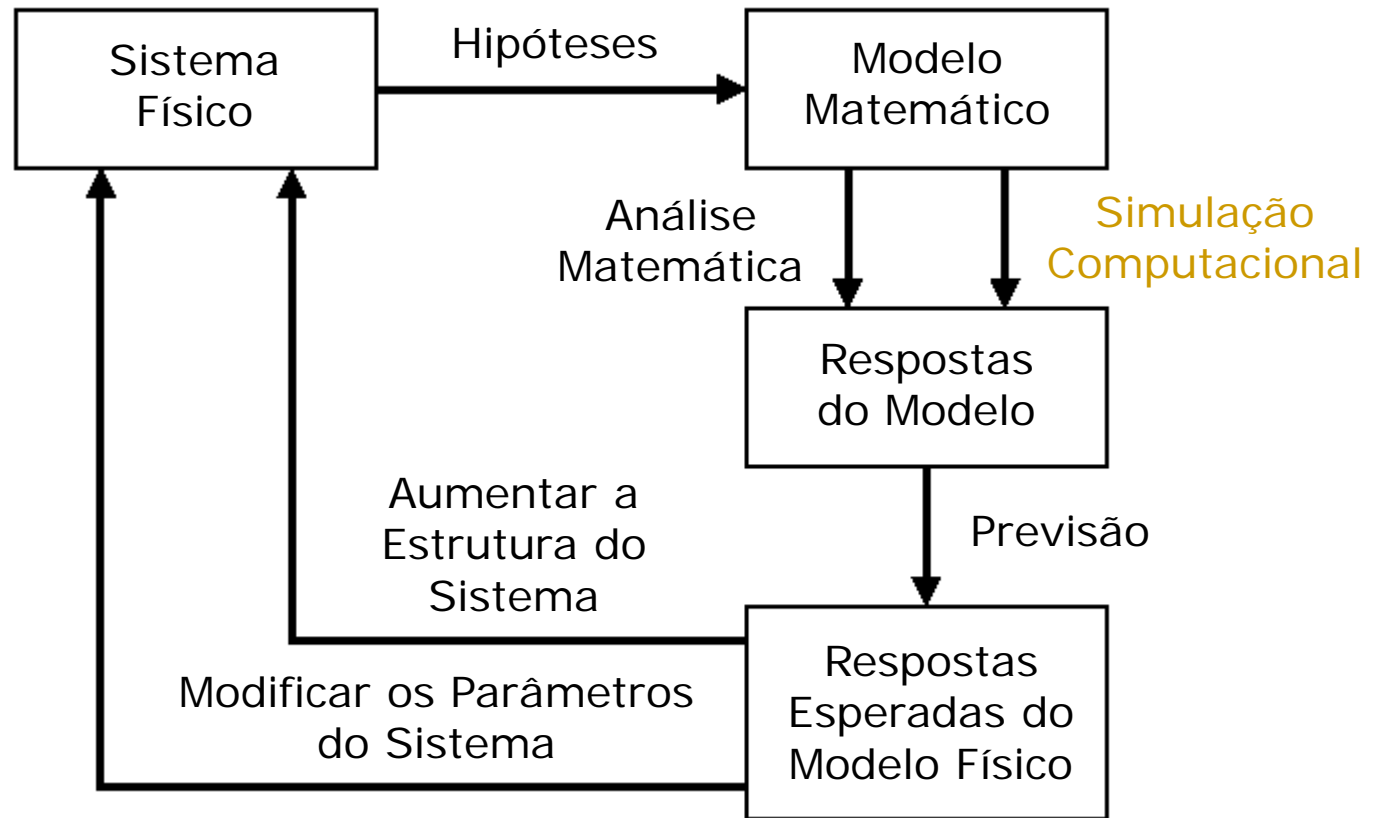 Sistema
Físico
Hipóteses
Modelo
Matemático
Análise
Matemática
Simulação
Computacional
Respostas
do Modelo
Previsão
Aumentar a
Estrutura do
Sistema
Modificar os Parâmetros
do Sistema
Respostas
Esperadas do
Modelo Físico